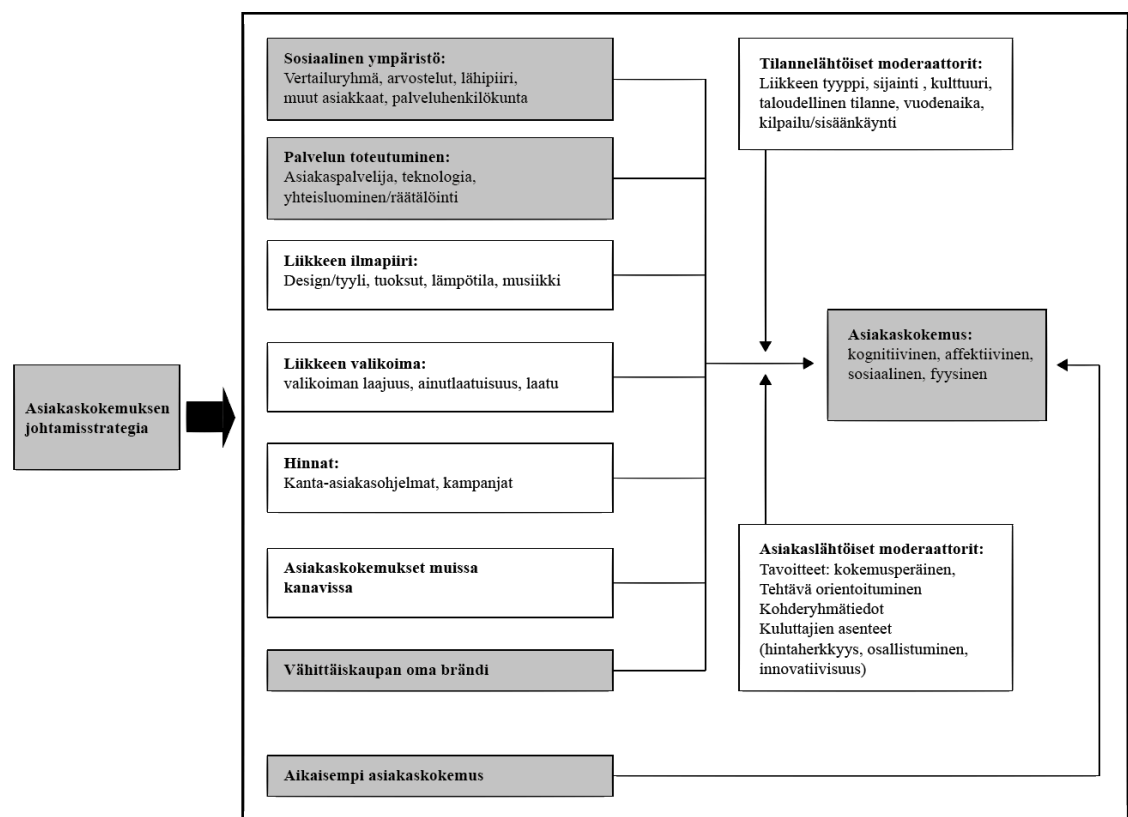 Asiakaskokemuksen
johtamisstrategia
Sosiaalinen ympäristö:
Vertailuryhmä, arvostelut, lähipiiri,
muut asiakkaat, palveluhenkilökunta
Palvelun toteutuminen:
Asiakaspalvelija, teknologia,
yhteisluominen/räätälöinti
Liikkeen ilmapiiri:
Design/tyyli, tuoksut, lämpötila, musiikki
Liikkeen valikoima:
valikoiman laajuus, ainutlaatuisuus, laatu
Hinnat:
Kanta-asiakasohjelmat, kampanjat
Asiakaskokemukset muissa
kanavissa
Vähittäiskaupan oma brändi
Aikaisempi asiakaskokemus
Tilannelähtöiset moderaattorit:
Liikkeen tyyppi, sijainti , kulttuuri,
taloudellinen tilanne, vuodenaika,
kilpailu/sisäänkäynti
Asiakaskokemus:
kognitiivinen, affektiivinen,
sosiaalinen, fyysinen
Asiakaslähtöiset moderaattorit:
Tavoitteet: kokemusperäinen,
Tehtävä orientoituminen
Kohderyhmätiedot
Kuluttajien asenteet
(hintaherkkyys, osallistuminen,
innovatiivisuus)